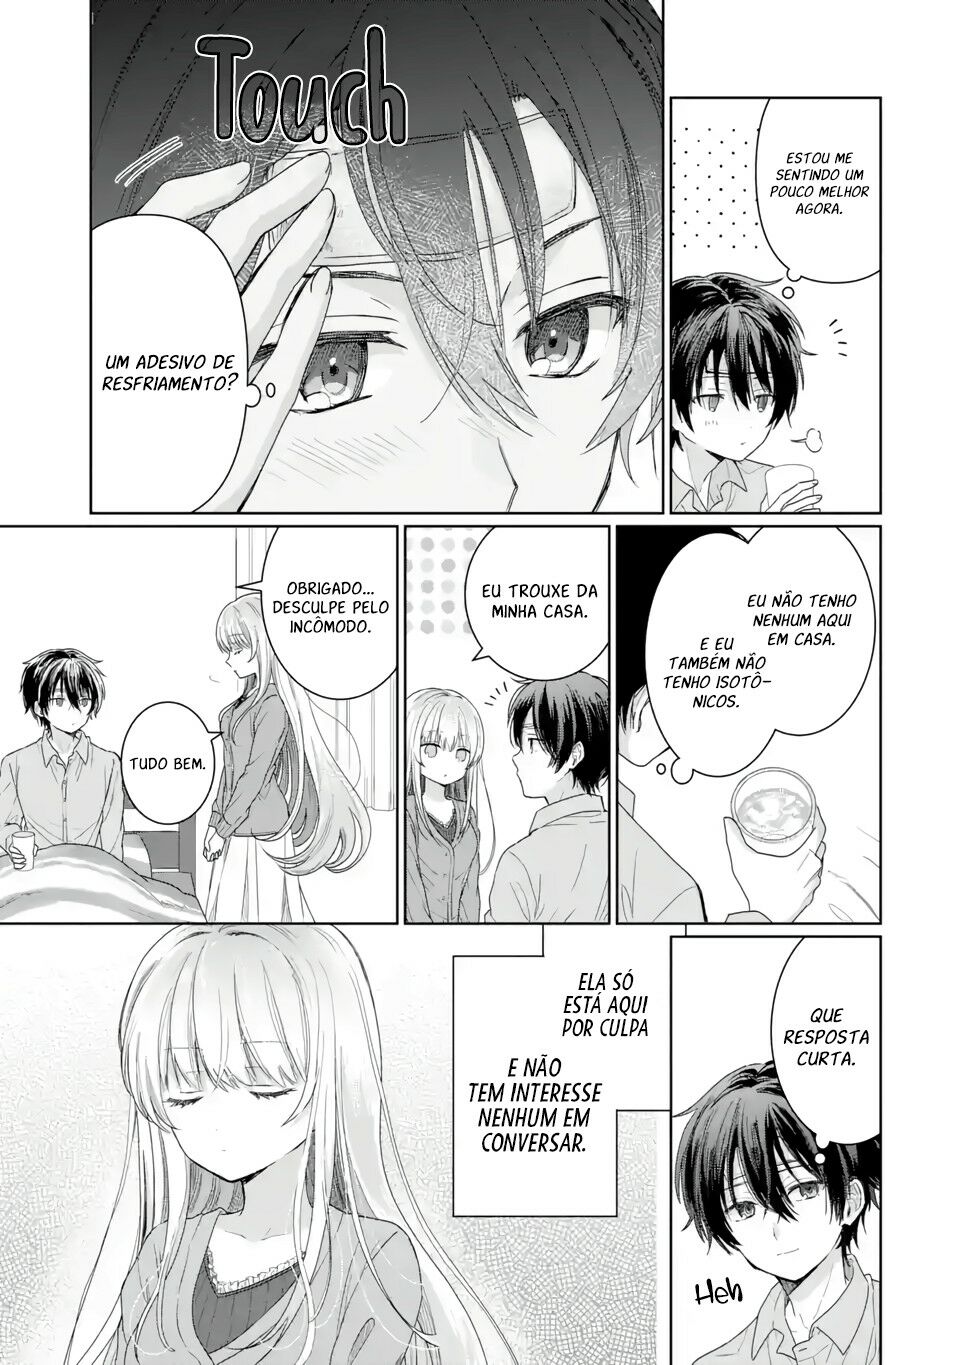 ESTOU ME
SENTINDO UM
POUCO MELHOR
AGORA.
Touch
UM ADESIVO DE
RESFRIAMENTO?
EU NÃO TENHO
NENHUM AQUI
EM CASA.
E EU
TAMBÉM NÃO
TENHO ISOTÔ-
NICOS.
EU TROUXE DA
MINHA CASA.
OBRIGADO...
DESCULPE PELO
INCÔMODO.
TUDO BEM.
QUE
RESPOSTA
CURTA.
Heh
ELA SÓ
ESTÁ AQUI
POR CULPA
E NÃO
TEM INTERESSE
NENHUM EM
CONVERSAR.